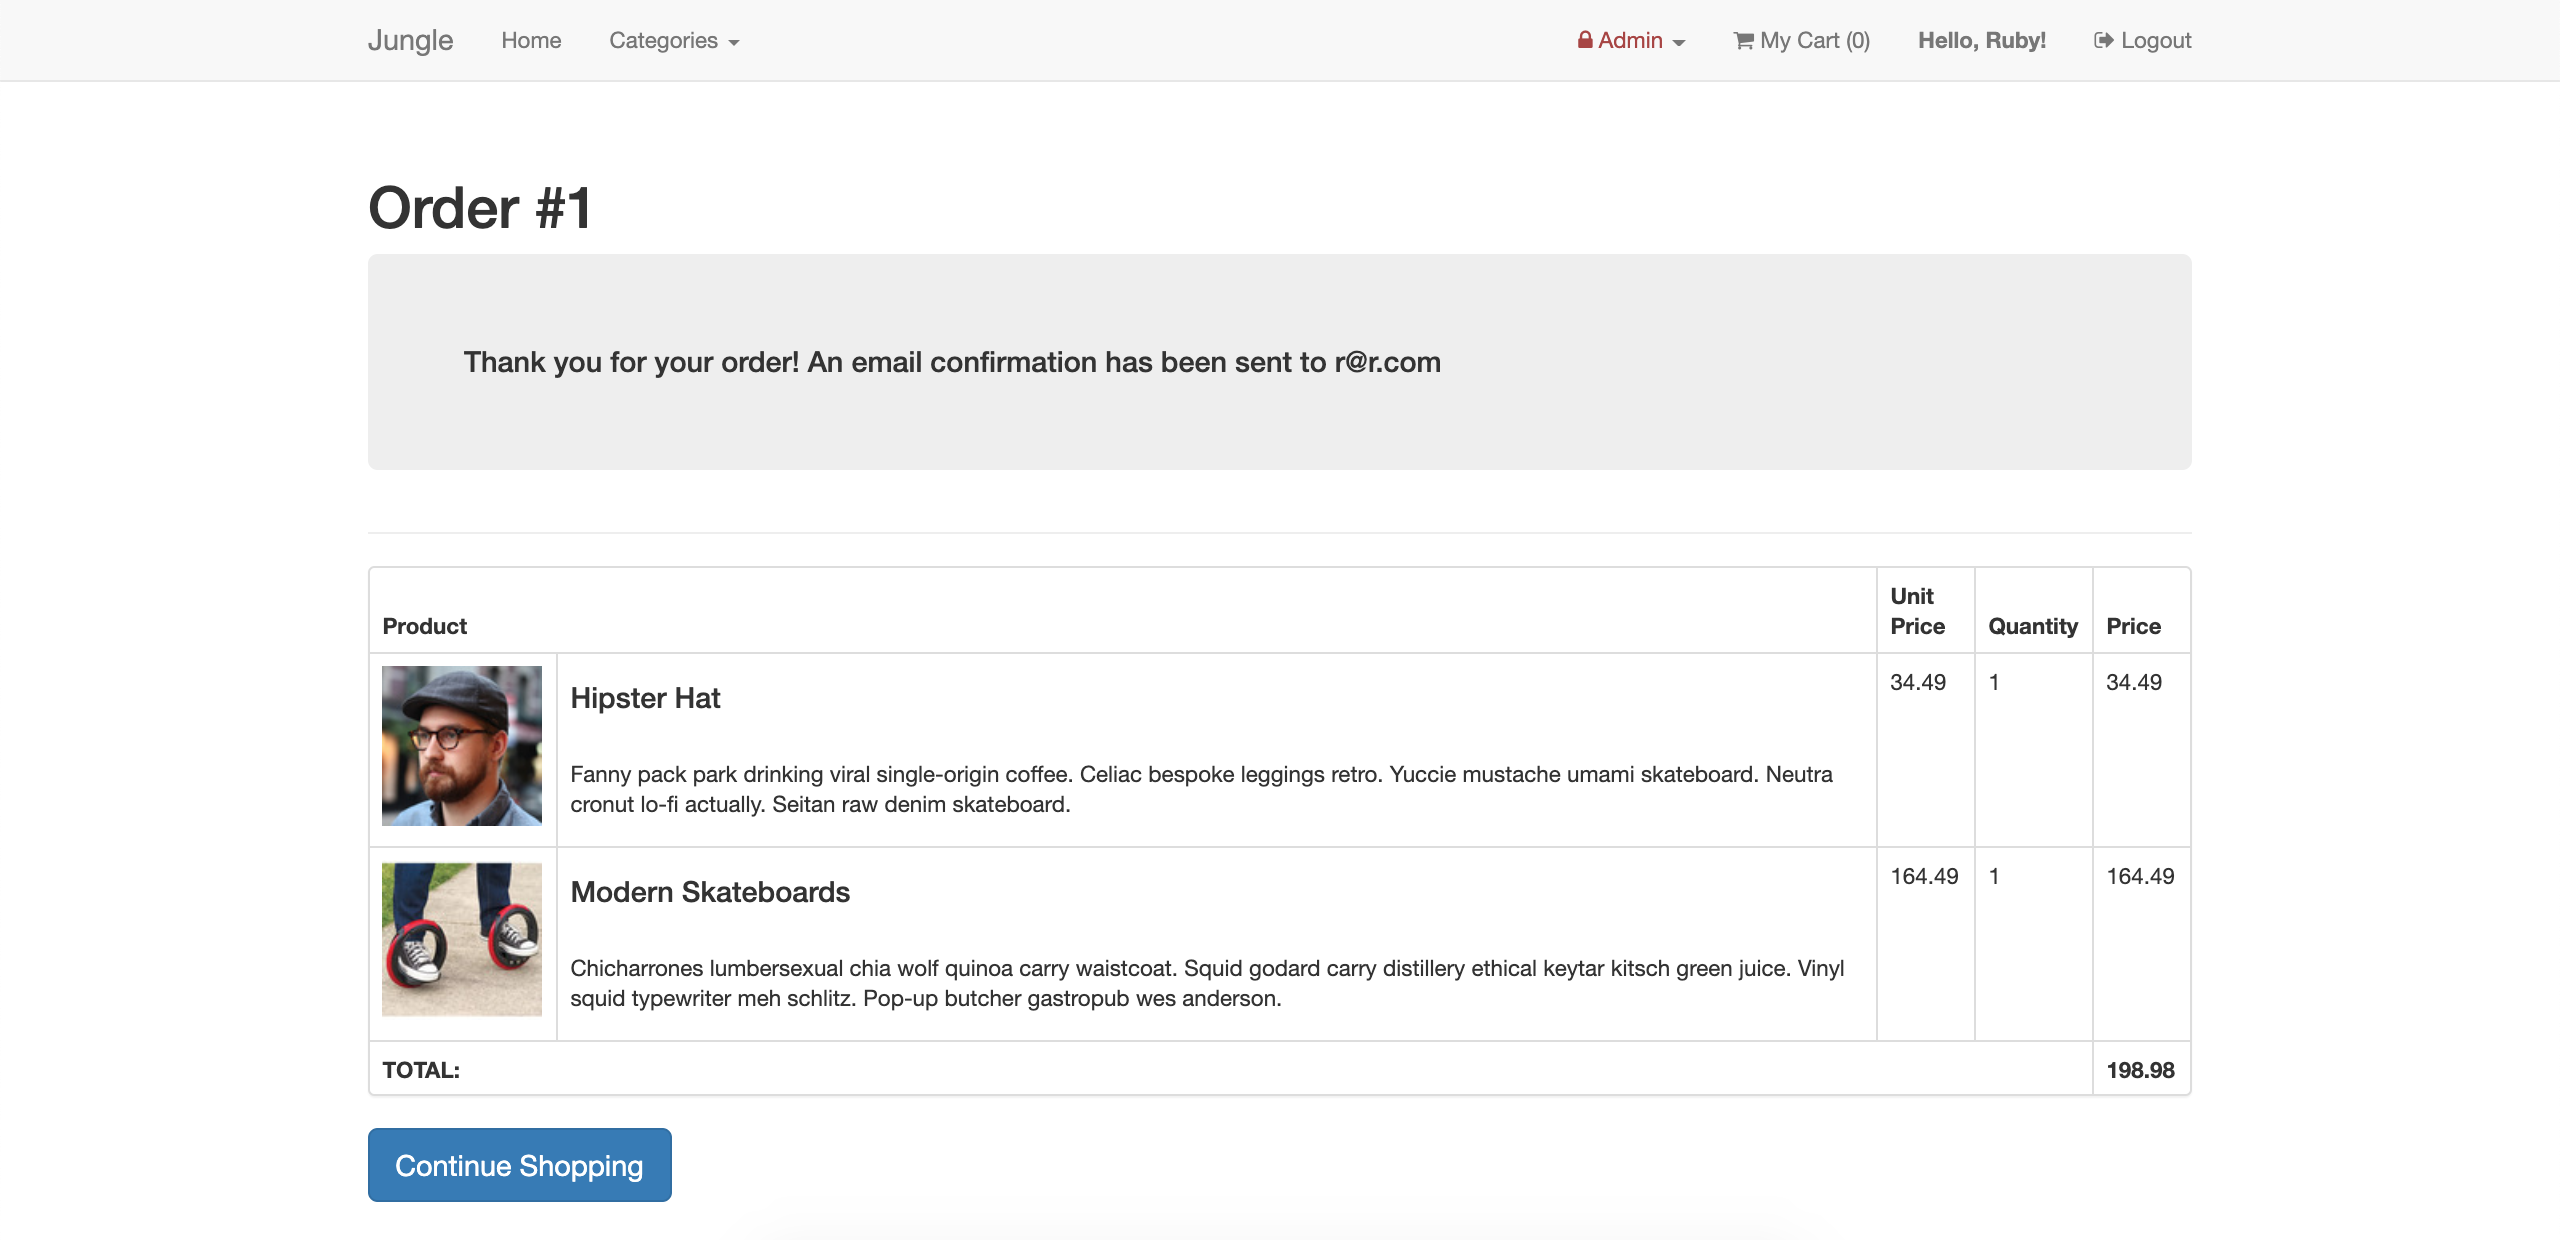 Jungle Home Categories Admin My Cart (0) Hello, Ruby! Logout
Order #1
Thank you for your order! An email confirmation has been sent to r@r.com
Product Unit Price Quantity Price
Hipster Hat 34.49 1 34.49
Fanny pack park drinking viral single-origin coffee. Celiac bespoke leggings retro. Yuccie mustache umami skateboard. Neutra
cronut lo-fi actually. Seitan raw denim skateboard.
Modern Skateboards 164.49 1 164.49
Chicharrones lumbersexual chia wolf quinoa carry waistcoat. Squid godard carry distillery ethical keytar kitsch green juice. Vinyl
squid typewriter meh schlitz. Pop-up butcher gastropub wes anderson.
TOTAL: 198.98
Continue Shopping